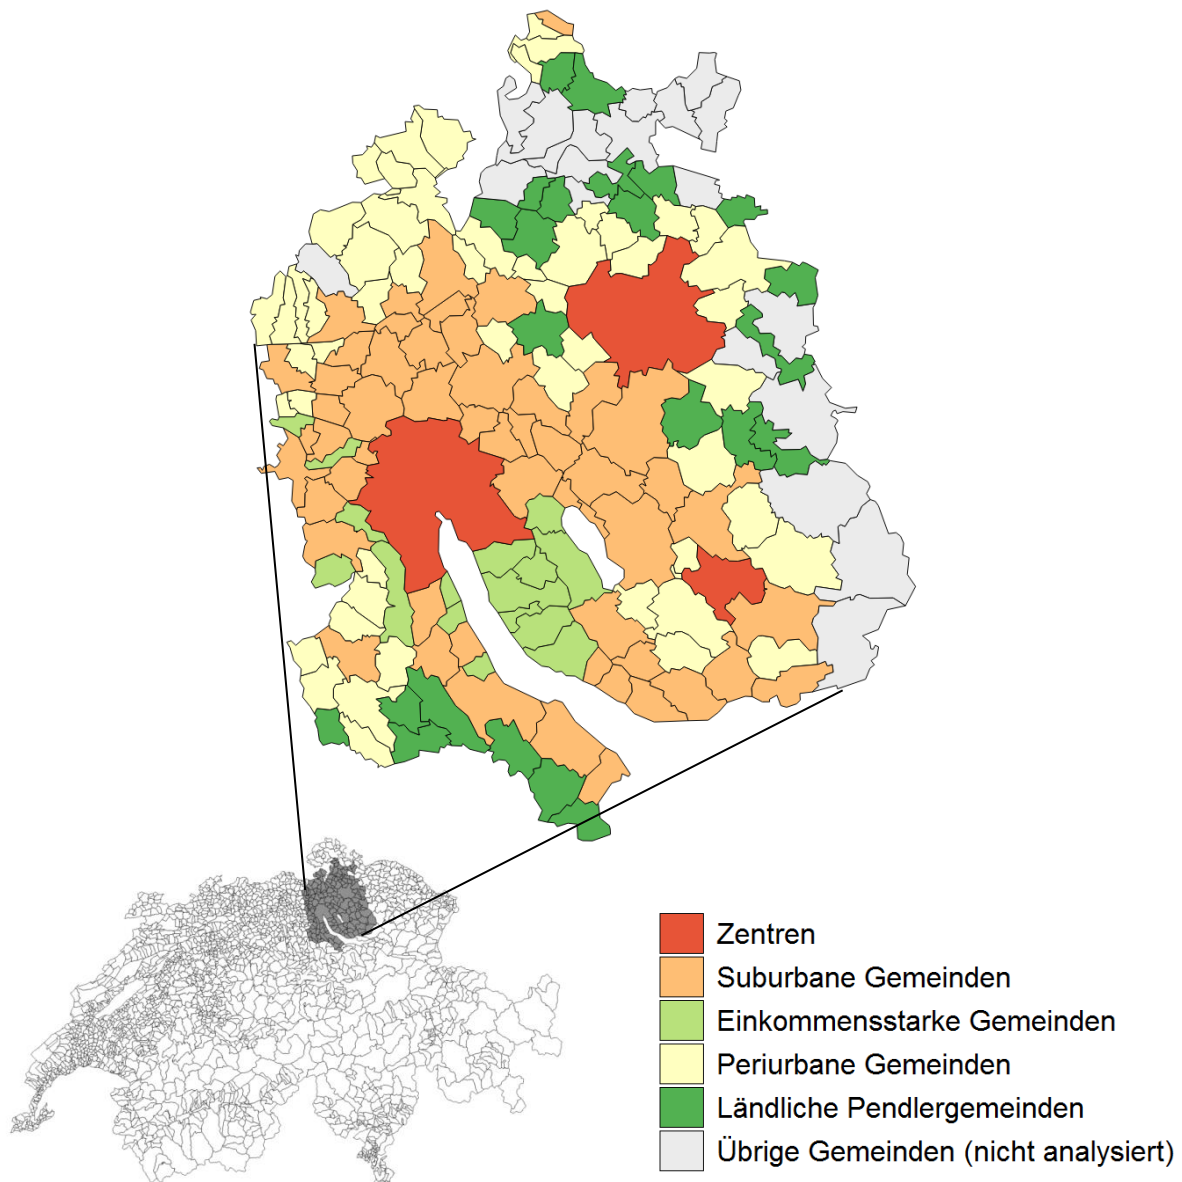 Zentren
Suburbane Gemeinden
Einkommensstarke Gemeinden
Periurbane Gemeinden
Ländliche Pendlergemeinden
Übrige Gemeinden (nicht analysiert)